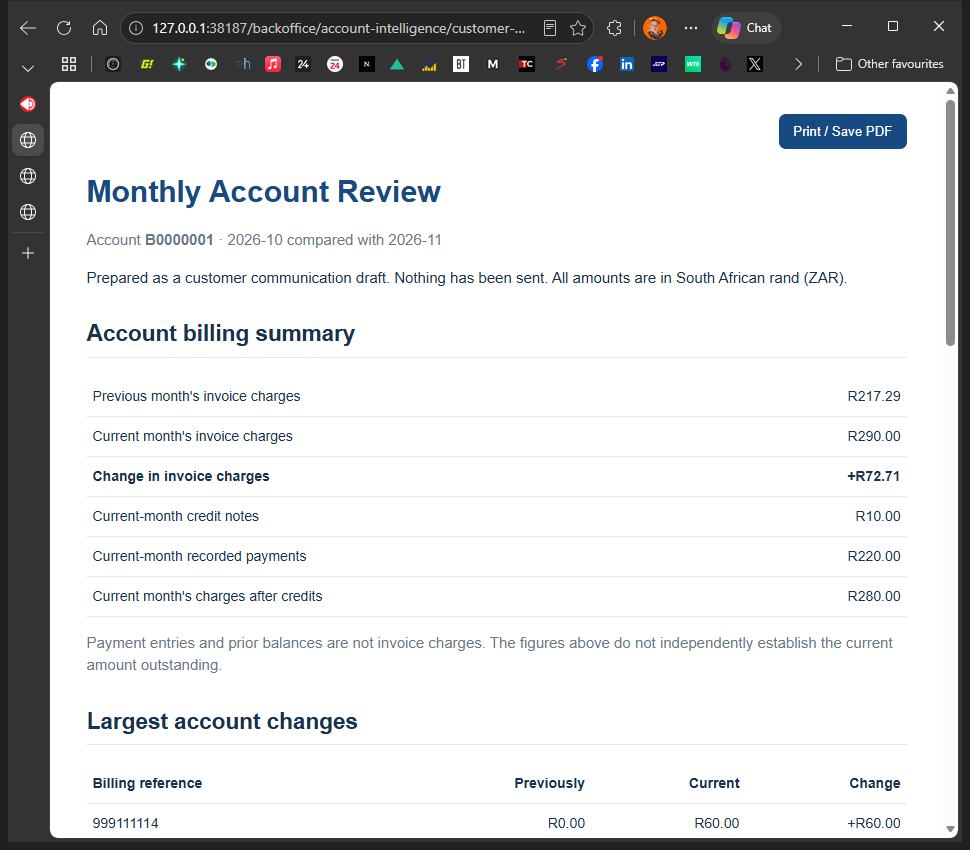 127.0.0.1:38187/backoffice/account-intelligence/customer-...
Chat
Other favourites
Print / Save PDF
Monthly Account Review
Account B0000001 · 2026-10 compared with 2026-11
Prepared as a customer communication draft. Nothing has been sent. All amounts are in South African rand (ZAR).
Account billing summary
Previous month's invoice charges R217.29
Current month's invoice charges R290.00
Change in invoice charges +R72.71
Current-month credit notes R10.00
Current-month recorded payments R220.00
Current month's charges after credits R280.00
Payment entries and prior balances are not invoice charges. The figures above do not independently establish the current
amount outstanding.
Largest account changes
Billing reference Previously Current Change
999111114 R0.00 R60.00 +R60.00